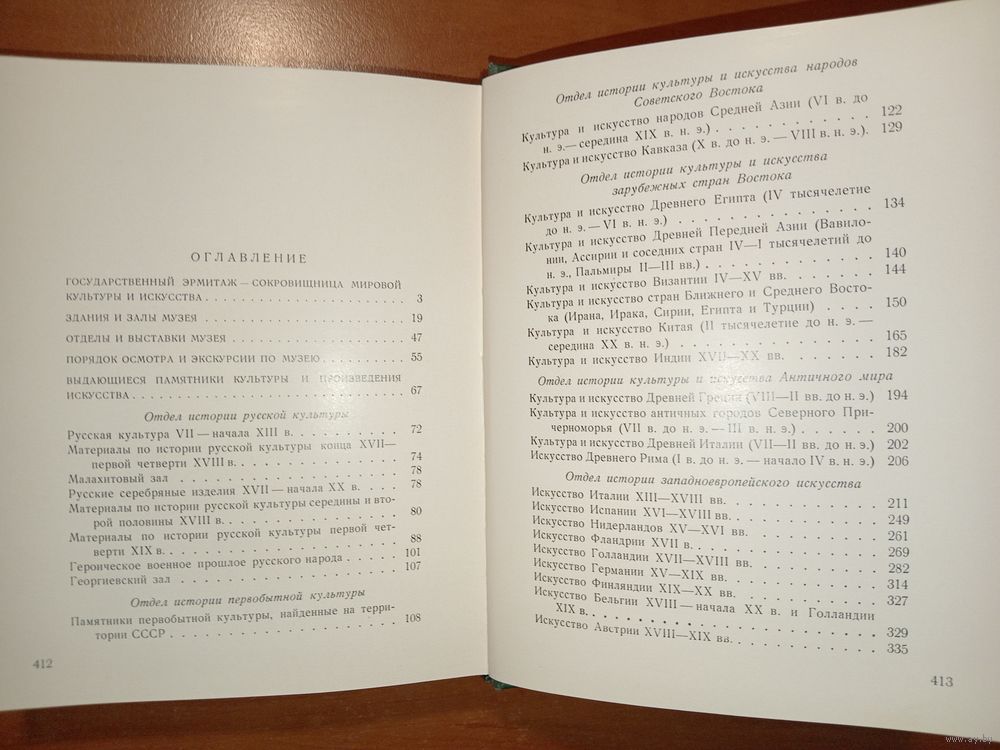 ОГЛАВЛЕНИЕ
ГОСУДАРСТВЕННЫЙ ЭРМИТАЖ — СОКРОВИЩНИЦА МИРОВОЙ
КУЛЬТУРЫ И ИСКУССТВА . . . . . . . . . . . . . . 3
ЗДАНИЯ И ЗАЛЫ МУЗЕЯ . . . . . . . . . . . . . . 19
ОТДЕЛЫ И ВЫСТАВКИ МУЗЕЯ . . . . . . . . . . . . 47
ПОРЯДОК ОСМОТРА И ЭКСКУРСИИ ПО МУЗЕЮ . . . . . . 55
ВЫДАЮЩИЕСЯ ПАМЯТНИКИ КУЛЬТУРЫ И ПРОИЗВЕДЕНИЯ
ИСКУССТВА . . . . . . . . . . . . . . . . . . 67
Отдел истории русской культуры
Русская культура VII — начала XIII в. . . . . . . . 72
Материалы по истории русской культуры конца XVII—
первой четверти XVIII в. . . . . . . . . . . . . 74
Малахитовый зал . . . . . . . . . . . . . . . . 78
Русские серебряные изделия XVII — начала XX в. . . . 78
Материалы по истории русской культуры середины и вто-
рой половины XVIII в. . . . . . . . . . . . . . 80
Материалы по истории русской культуры первой чет-
верти XIX в. . . . . . . . . . . . . . . . . . 88
Героическое военное прошлое русского народа . . . . 101
Георгиевский зал . . . . . . . . . . . . . . . . 107
Отдел истории первобытной культуры
Памятники первобытной культуры, найденные на терри-
тории СССР . . . . . . . . . . . . . . . . . . 108
412
Отдел истории культуры и искусства народов
Советского Востока
Культура и искусство народов Средней Азии (VI в. до
н. э.— середина XIX в. н. э.) . . . . . . . . . . 122
Культура и искусство Кавказа (X в. до н. э. — VIII в. н. э.). 129
Отдел истории культуры и искусства
зарубежных стран Востока
Культура и искусство Древнего Египта (IV тысячелетие
до н. э. — VI в. н. э.) . . . . . . . . . . . . . 134
Культура и искусство Древней Передней Азии (Вавило-
нии, Ассирии и соседних стран IV—I тысячелетий до
н. э., Пальмиры II—III вв.) . . . . . . . . . . . 140
Культура и искусство Византии IV—XV вв. . . . . . 144
Культура и искусство стран Ближнего и Среднего Восто-
ка (Ирана, Ирака, Сирии, Египта и Турции) . . . . 150
Культура и искусство Китая (II тысячелетие до н. э. —
середина XX в. н. э.) . . . . . . . . . . . . . 165
Культура и искусство Индии XVII—XX вв. . . . . . 182
Отдел истории культуры и искусства Античного мира
Культура и искусство Древней Греции (VIII—II вв. до н. э.) 194
Культура и искусство античных городов Северного При-
черноморья (VII в. до н. э. — III в. н. э.) . . . . . 200
Культура и искусство Древней Италии (VII—II вв. до н. э.) 202
Искусство Древнего Рима (I в. до н. э. — начало IV в. н. э.) 206
Отдел истории западноевропейского искусства
Искусство Италии XIII—XVIII вв. . . . . . . . . . 211
Искусство Испании XVI—XVIII вв. . . . . . . . . . 249
Искусство Нидерландов XV—XVI вв. . . . . . . . . 261
Искусство Фландрии XVII в. . . . . . . . . . . . 269
Искусство Голландии XVII—XVIII вв. . . . . . . . 282
Искусство Германии XV—XIX вв. . . . . . . . . . 314
Искусство Финляндии XIX—XX вв. . . . . . . . . . 327
Искусство Бельгии XVIII — начала XX в. и Голландии
XIX в. . . . . . . . . . . . . . . . . . . . . 329
Искусство Австрии XVIII—XIX вв. . . . . . . . . . 335
413
www.ay.by